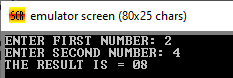 emulator screen (80x25 chars)
ENTER FIRST NUMBER: 2
ENTER SECOND NUMBER: 4
THE RESULT IS = 08